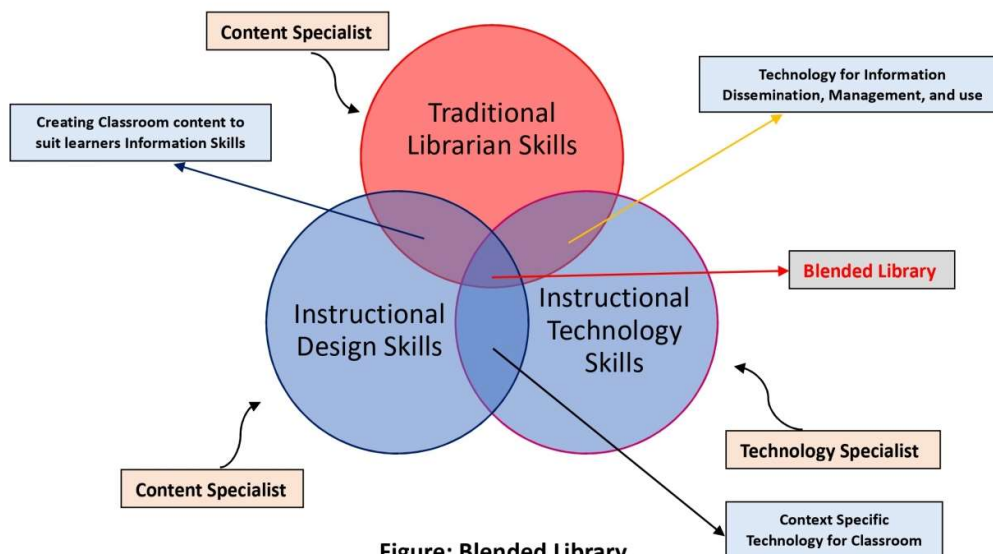 Content Specialist
Traditional
Librarian Skills
Technology for Information
Dissemination, Management, and use
Creating Classroom content to
suit learners Information Skills
Blended Library
Instructional
Design Skills
Instructional
Technology
Skills
Technology Specialist
Content Specialist
Context Specific
Technology for Classroom
Figure: Blended Library